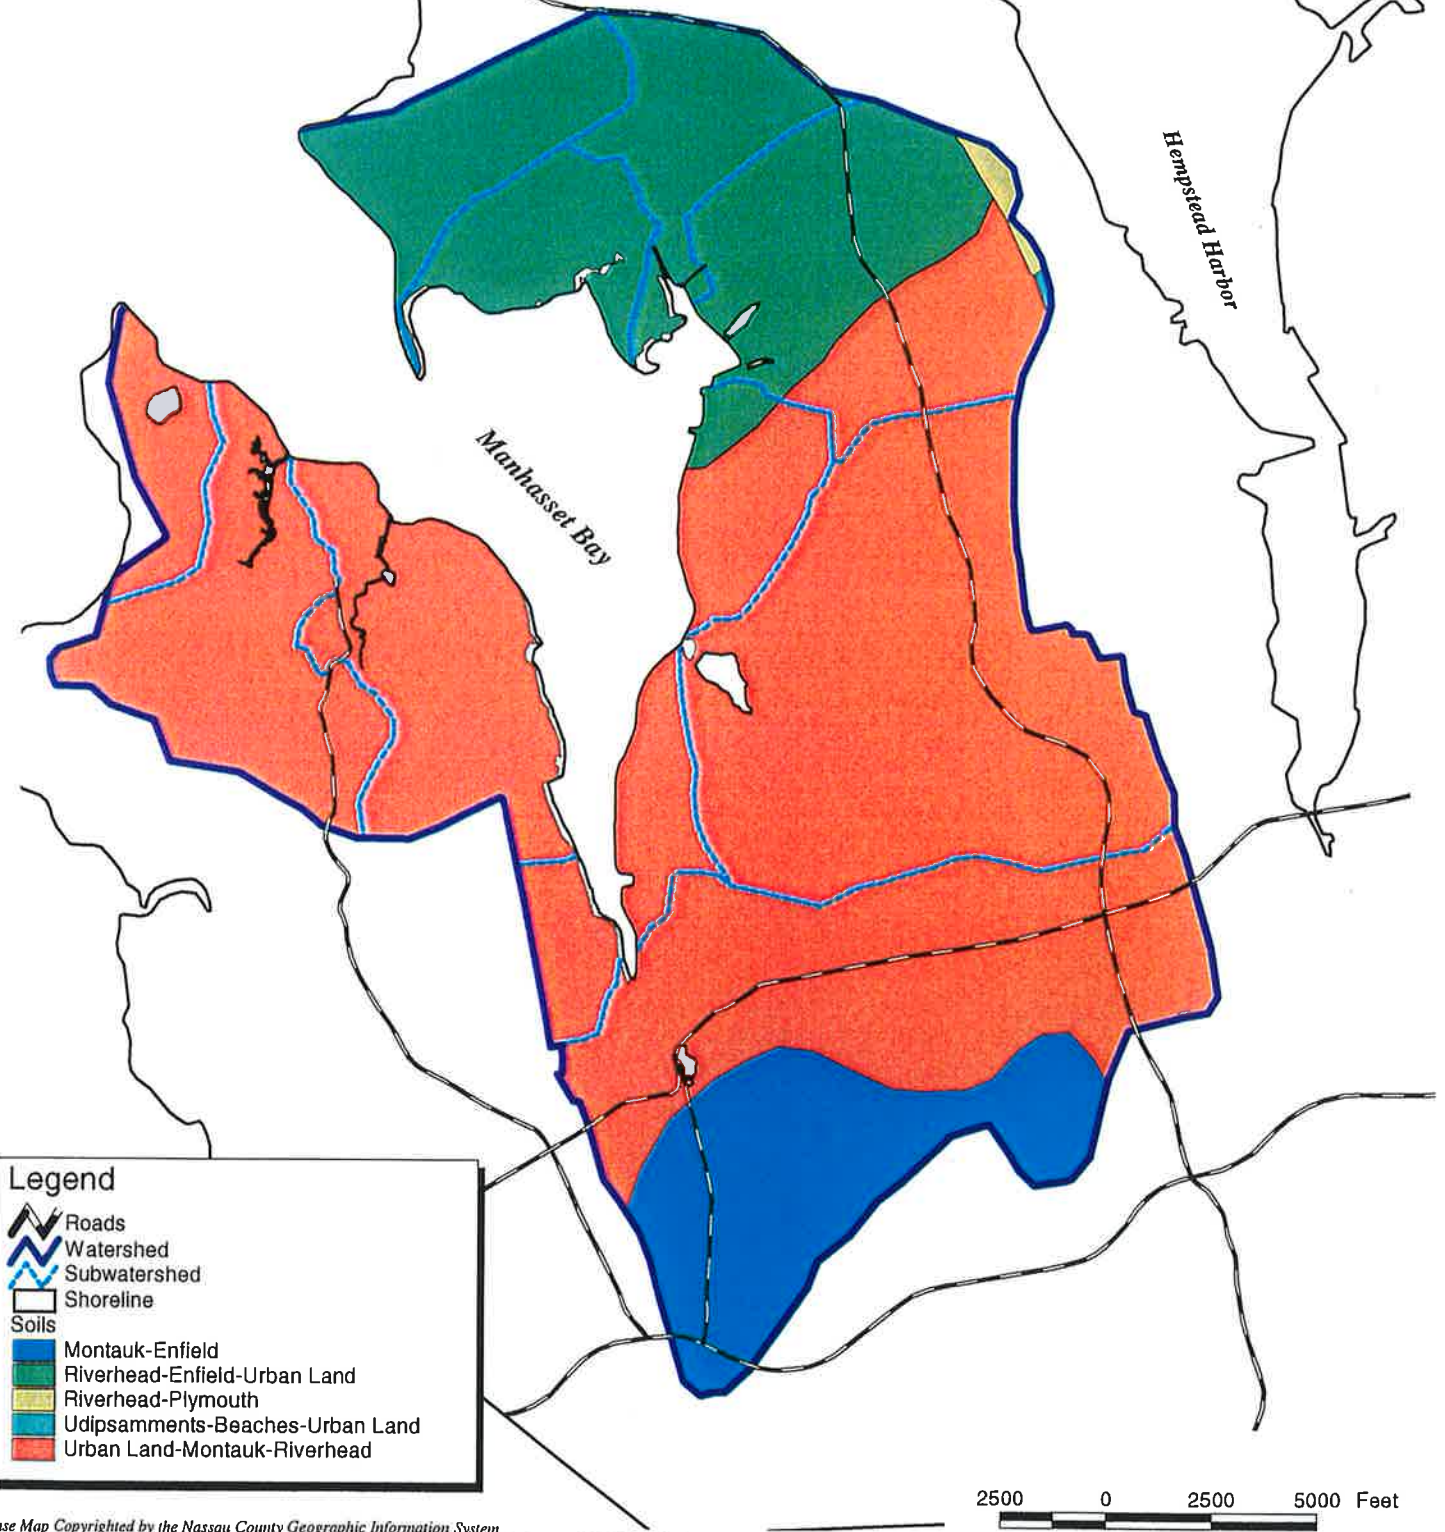 Hempstead Harbor
Manhasset Bay
Legend
Roads
Watershed
Subwatershed
Shoreline
Soils
Montauk-Enfield
Riverhead-Enfield-Urban Land
Riverhead-Plymouth
Udipsamments-Beaches-Urban Land
Urban Land-Montauk-Riverhead
2500 0 2500 5000 Feet
Map Copyrighted by the Nassau County Geographic Information System